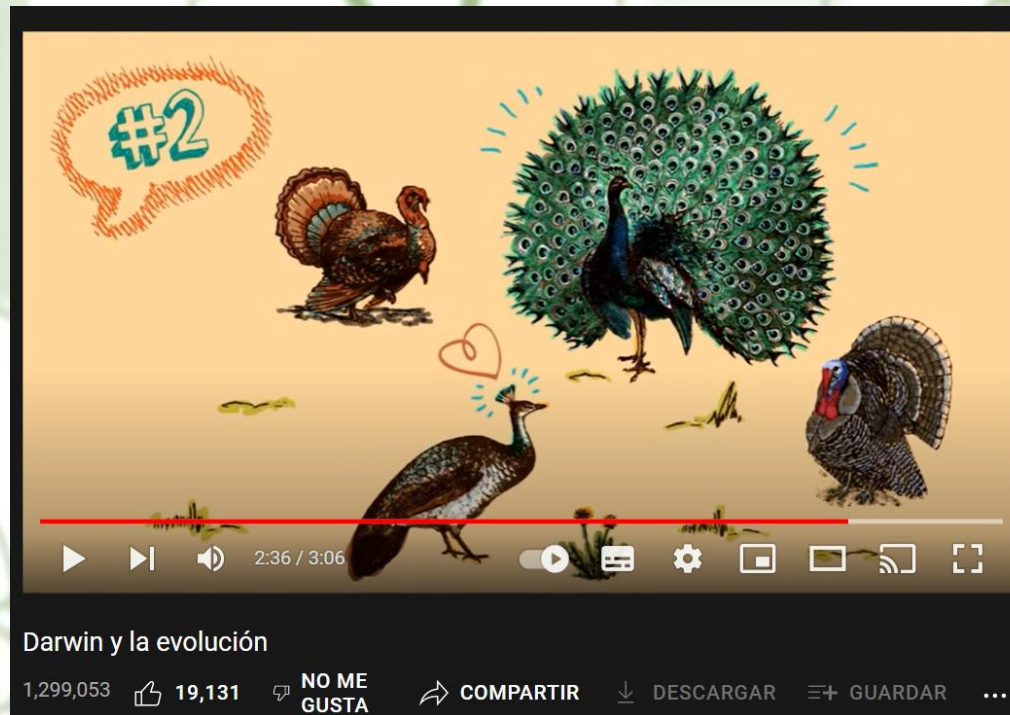 #2
2:36 / 3:06
Darwin y la evolución
1,299,053 19,131 NO ME GUSTA COMPARTIR DESCARGAR GUARDAR